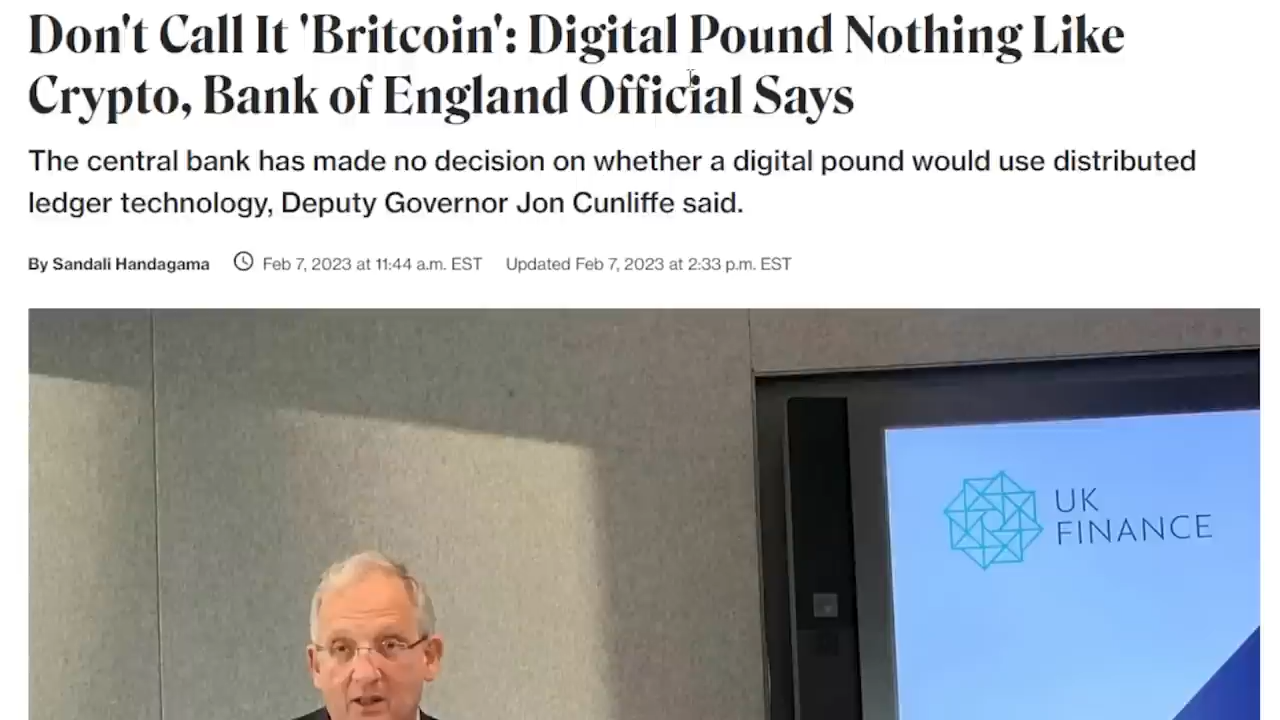 Don't Call It 'Britcoin': Digital Pound Nothing Like
Crypto, Bank of England Official Says
The central bank has made no decision on whether a digital pound would use distributed
ledger technology, Deputy Governor Jon Cunliffe said.
By Sandali Handagama Feb 7, 2023 at 11:44 a.m. EST Updated Feb 7, 2023 at 2:33 p.m. EST
UK
FINANCE